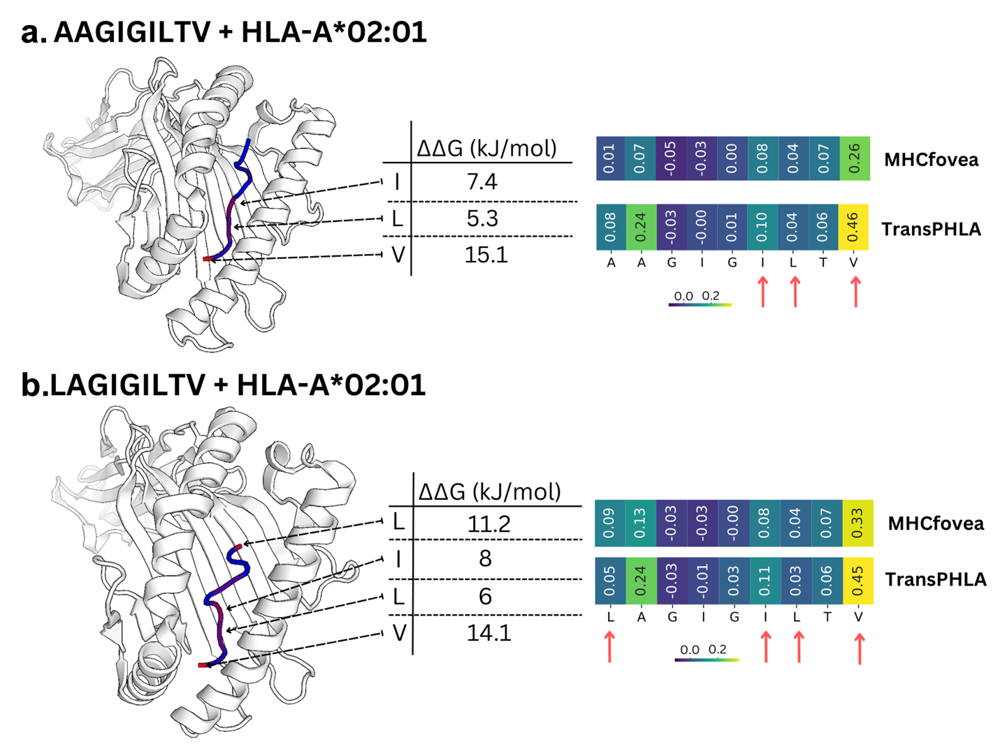 a. AAGIGILTV + HLA-A*02:01
ΔΔG (kJ/mol)
I 7.4
L 5.3
V 15.1
0.01 0.07 -0.05 -0.03 0.00 0.08 0.04 0.07 0.26 MHCfovea
0.08 0.24 -0.03 -0.00 0.01 0.10 0.04 0.06 0.46 TransPHLA
A A G I G I L T V
0.0 0.2
b.LAGIGILTV + HLA-A*02:01
ΔΔG (kJ/mol)
L 11.2
I 8
L 6
V 14.1
0.09 0.13 -0.03 -0.03 -0.00 0.08 0.04 0.07 0.33 MHCfovea
0.05 0.24 -0.03 -0.01 0.03 0.11 0.03 0.06 0.45 TransPHLA
L A G I G I L T V
0.0 0.2